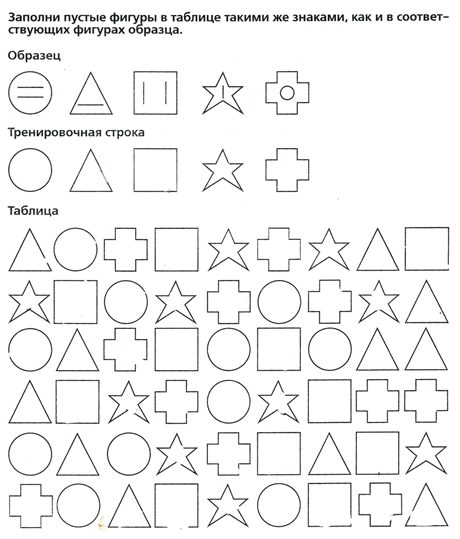 Заполни пустые фигуры в таблице такими же знаками, как и в соответ–
ствующих фигурах образца.
Образец
Тренировочная строка
Таблица